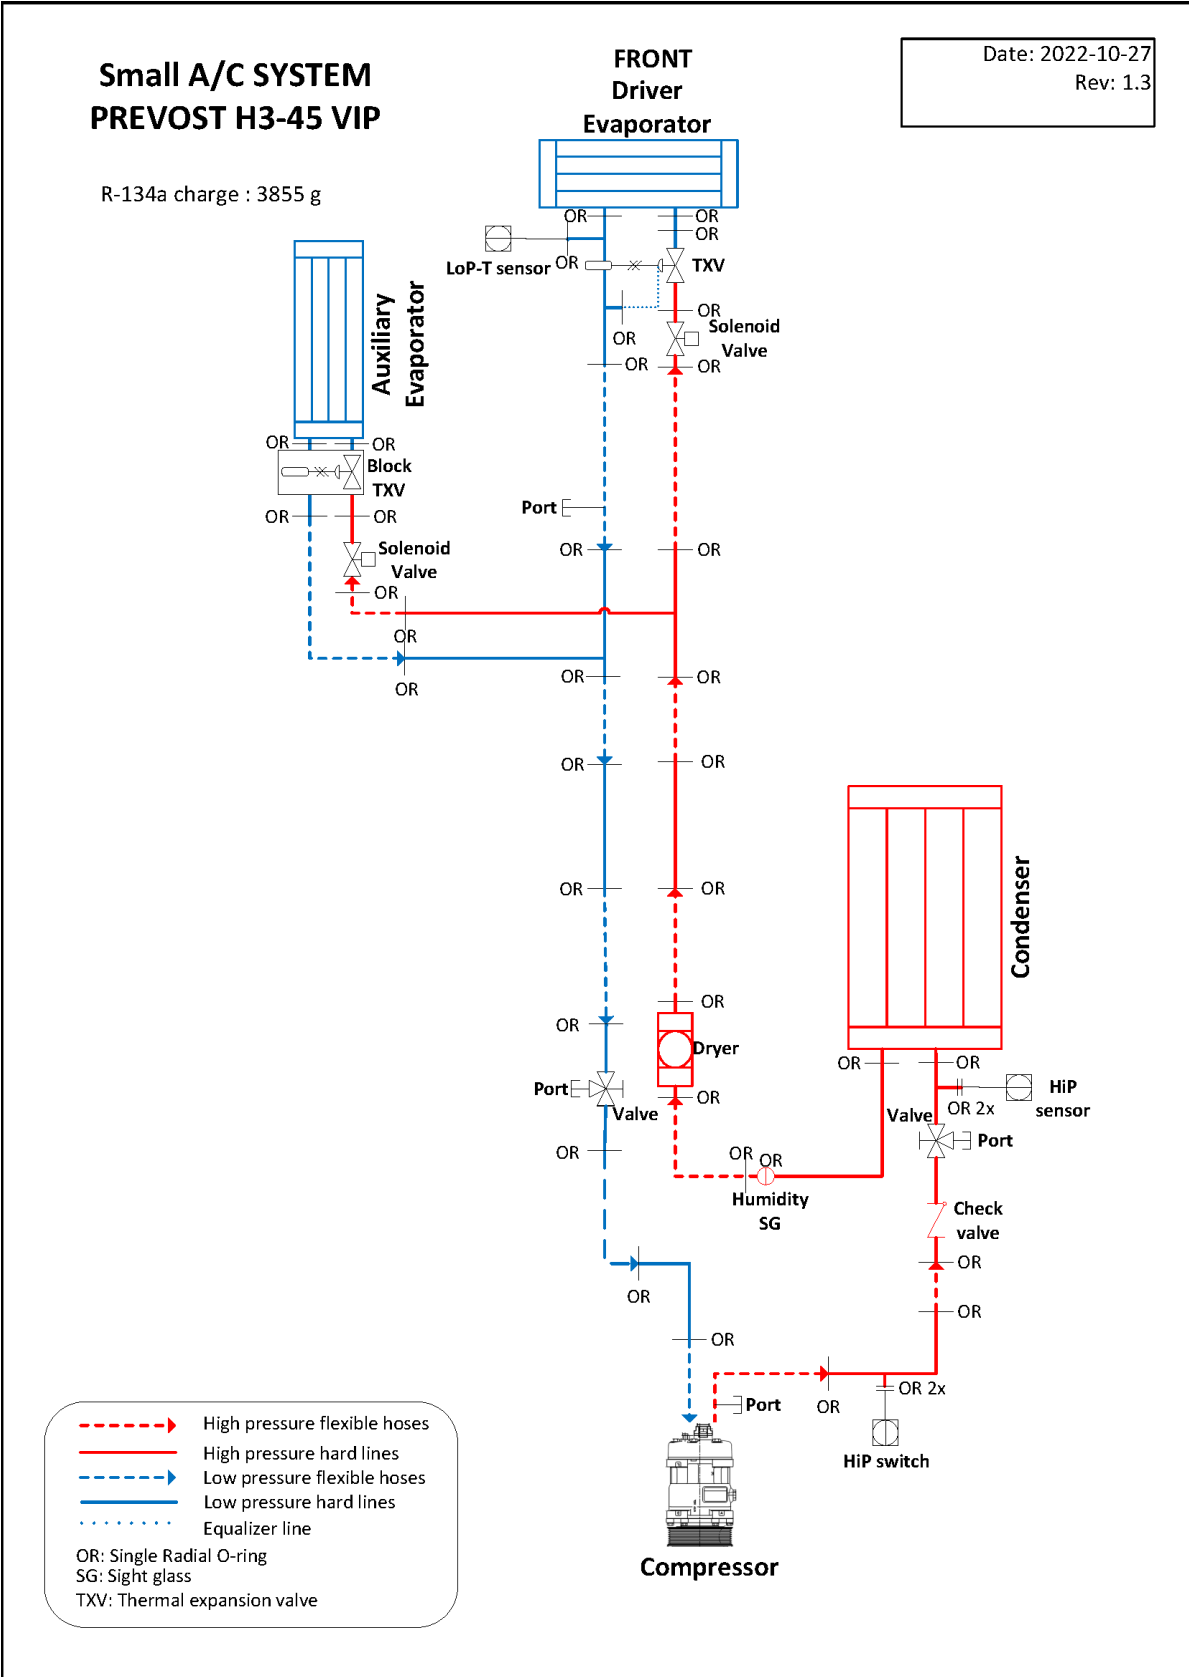 Small A/C SYSTEM
PREVOST H3-45 VIP
R-134a charge : 3855 g
FRONT
Driver
Evaporator
Date: 2022-10-27
Rev: 1.3
OR
OR
OR
LoP-T sensor
OR
TXV
OR
Solenoid
Valve
OR
OR
OR
Auxiliary
Evaporator
OR
OR
Block
TXV
OR
OR
Solenoid
Valve
OR
Port
OR
OR
OR
OR
OR
OR
OR
OR
OR
OR
OR
OR
Dryer
Port
Valve
OR
OR
OR
OR
Humidity
SG
Condenser
OR
OR
HiP
sensor
OR 2x
Valve
Port
Check
valve
OR
OR
OR
OR
OR
Port
OR 2x
HiP switch
Compressor
High pressure flexible hoses
High pressure hard lines
Low pressure flexible hoses
Low pressure hard lines
Equalizer line
OR: Single Radial O-ring
SG: Sight glass
TXV: Thermal expansion valve